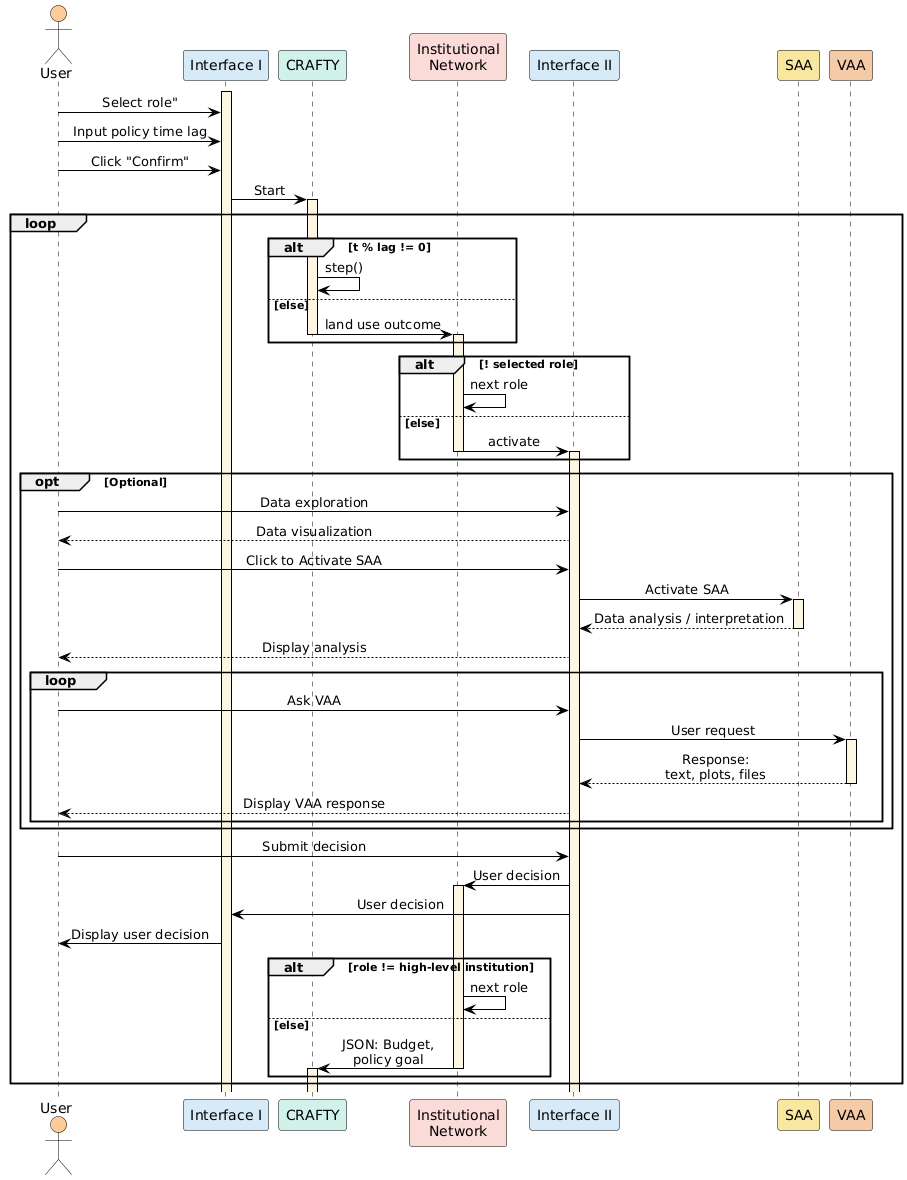 Institutional
Network
User
Interface I
CRAFTY
Interface II
SAA
VAA
Select role"
Input policy time lag
Click "Confirm"
Start
loop
alt
[t % lag != 0]
step()
[else]
land use outcome
alt
[! selected role]
next role
[else]
activate
opt
[Optional]
Data exploration
Data visualization
Click to Activate SAA
Activate SAA
Data analysis / interpretation
Display analysis
loop
Ask VAA
User request
Response:
text, plots, files
Display VAA response
Submit decision
User decision
User decision
Display user decision
alt
[role != high-level institution]
next role
[else]
JSON: Budget,
policy goal
User
Interface I
CRAFTY
Institutional
Network
Interface II
SAA
VAA